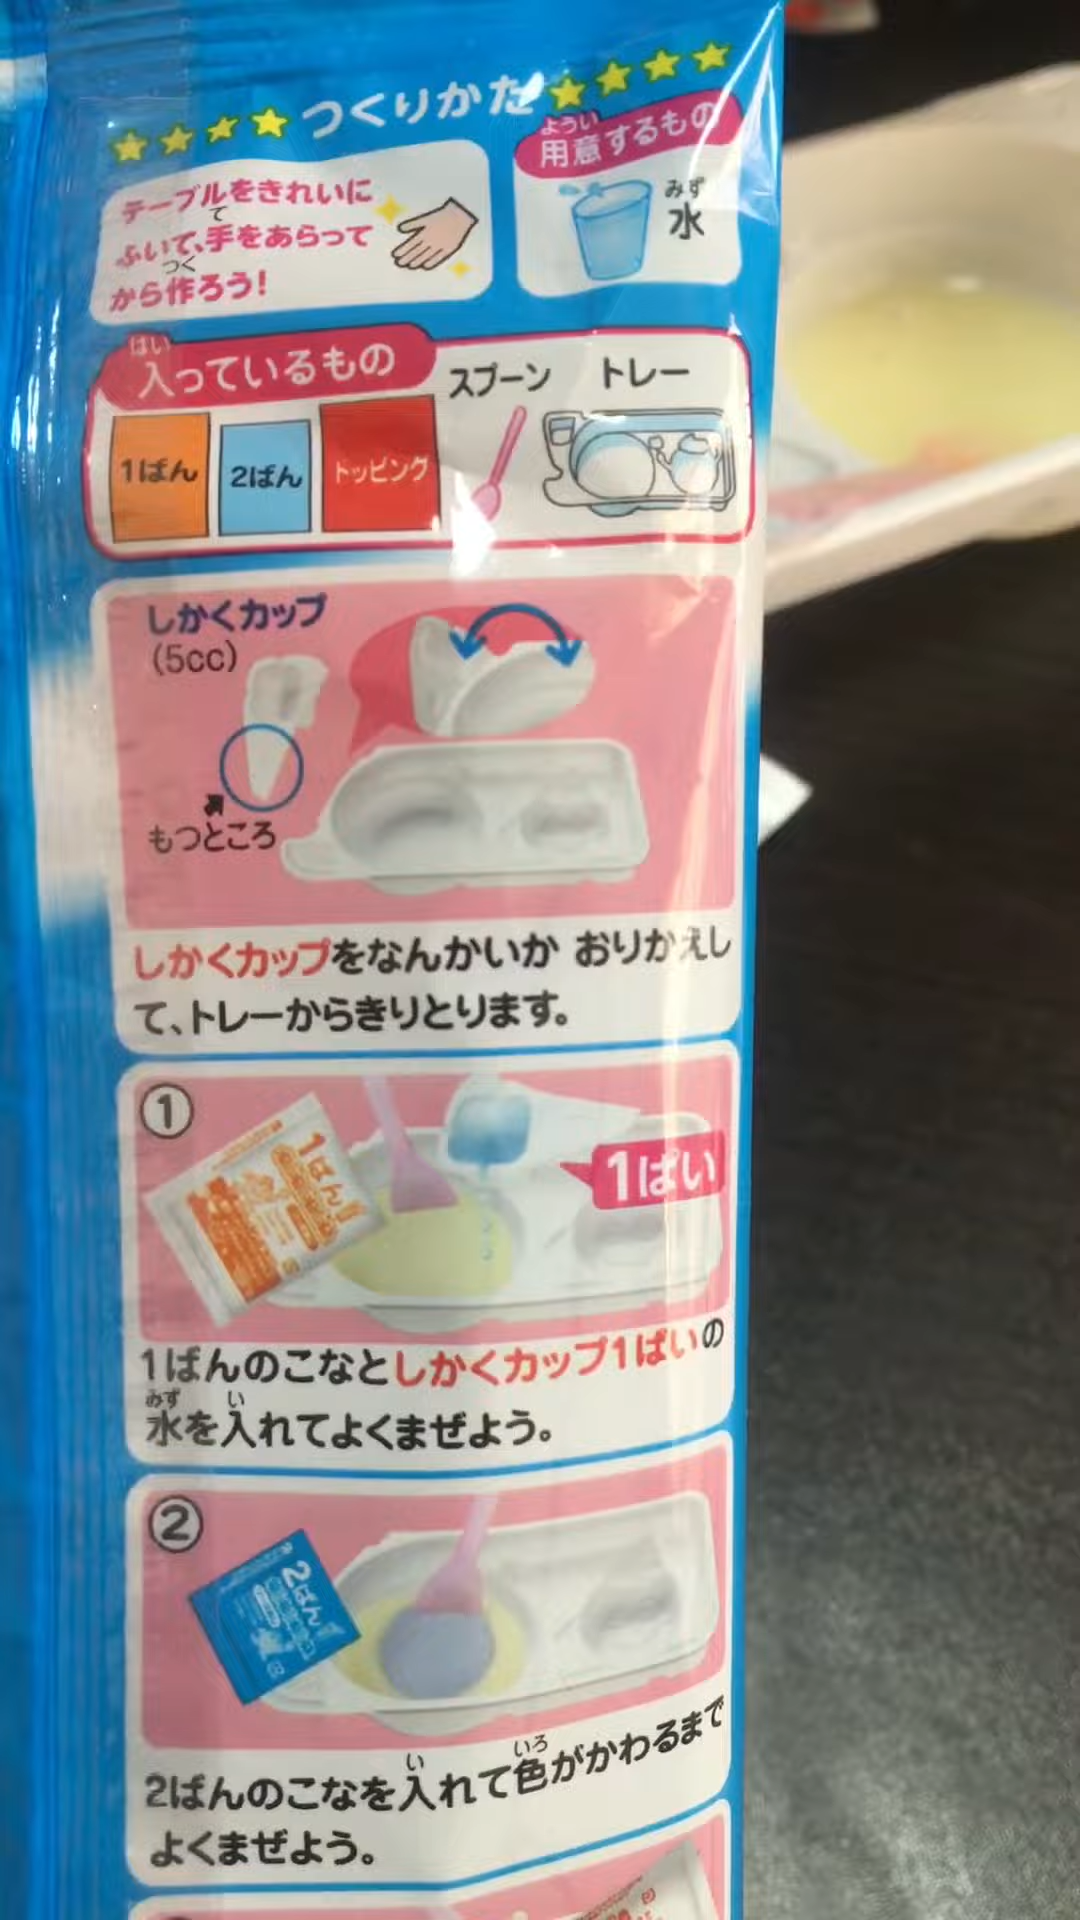 つくりかた
テーブルをきれいに
ふいて、手をあらって
て
から作ろう!
つく
ようい
用意するもの
みず
水
はい
入っているもの
スプーン
トレー
1ばん
2ばん
トッピング
しかくカップ
(5cc)
もつところ
しかくカップをなんかいか おりかえし
て、トレーからきりとります。
①
1ばん
1ぱい
1ばんのこなとしかくカップ1ぱいの
みず い
水を入れてよくまぜよう。
②
2ばん
い いろ
2ばんのこなを入れて色がかわるまで
よくまぜよう。